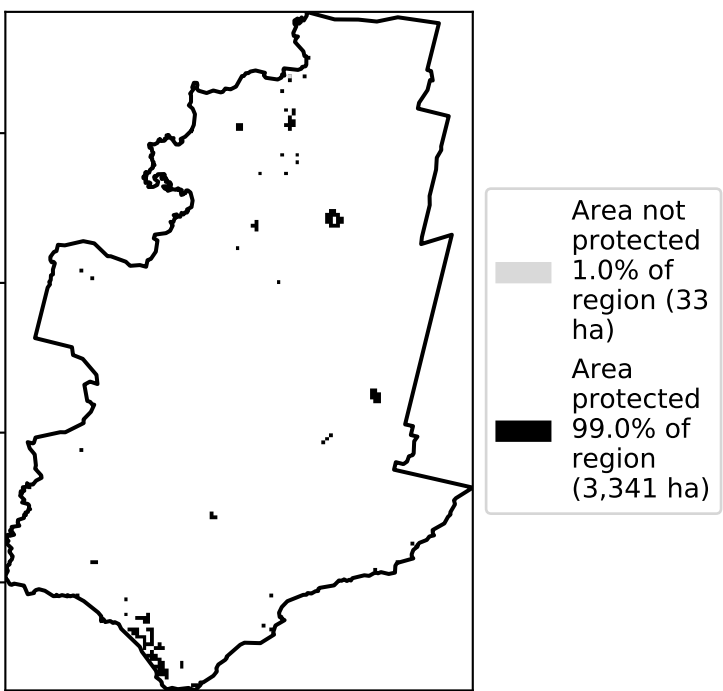 Area not
protected
1.0% of
region (33
ha)
Area
protected
99.0% of
region
(3,341 ha)